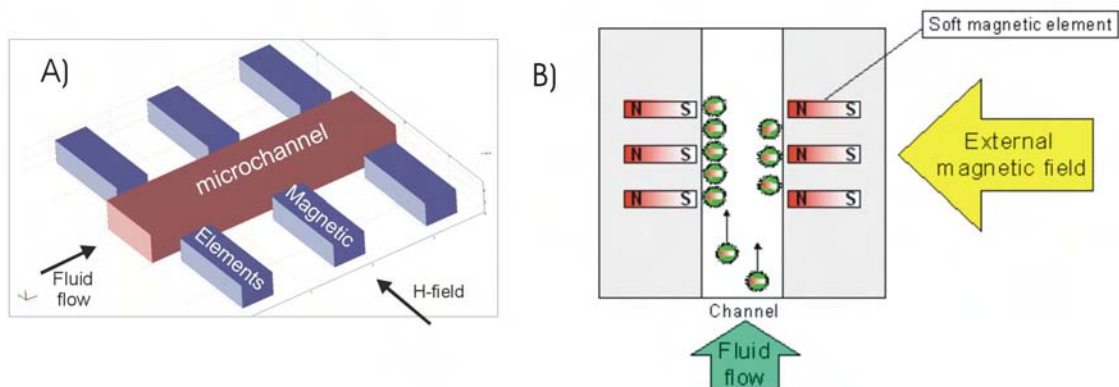 A)
microchannel
Magnetic
Elements
Fluid
flow
H-field
B)
Soft magnetic element
N S N S
N S N S
N S N S
External
magnetic field
Channel
Fluid
flow